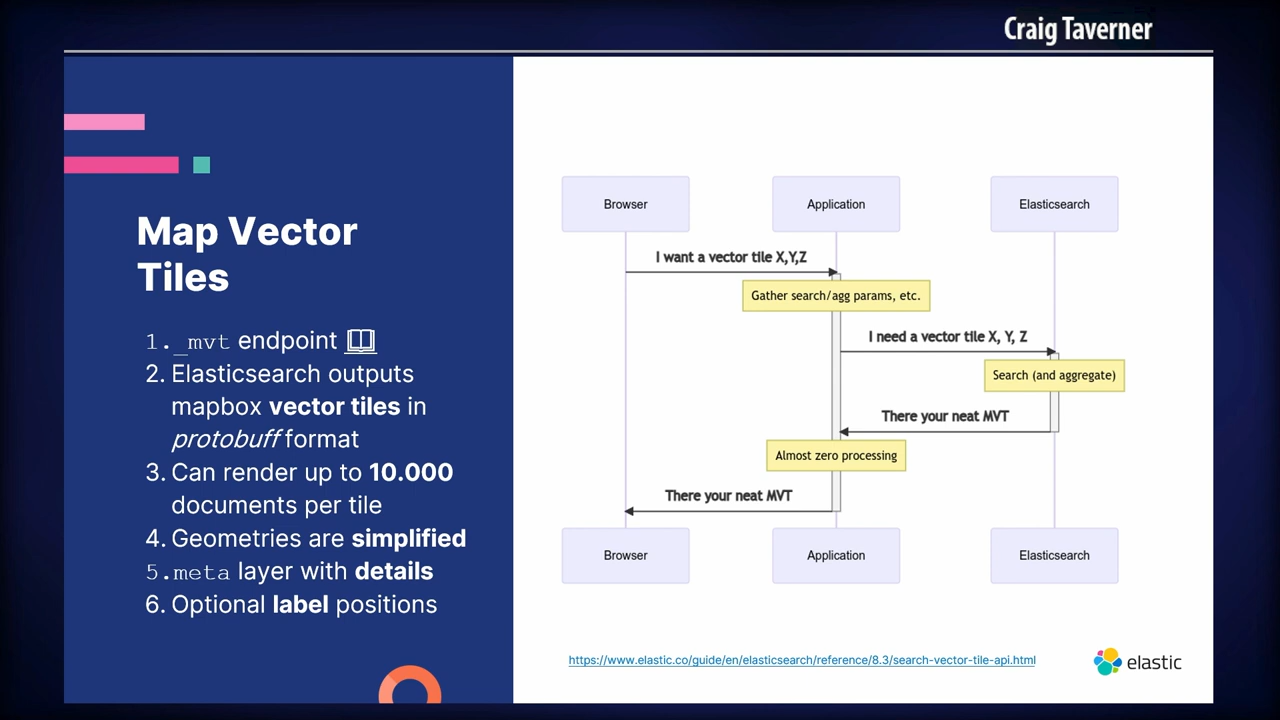 Craig Taverner
Map Vector
Tiles
1. _mvt endpoint
2. Elasticsearch outputs
mapbox vector tiles in
protobuff format
3. Can render up to 10.000
documents per tile
4. Geometries are simplified
5. meta layer with details
6. Optional label positions
Browser
Application
Elasticsearch
I want a vector tile X,Y,Z
Gather search/agg params, etc.
I need a vector tile X, Y, Z
Search (and aggregate)
There your neat MVT
Almost zero processing
There your neat MVT
Browser
Application
Elasticsearch
https://www.elastic.co/guide/en/elasticsearch/reference/8.3/search-vector-tile-api.html
elastic